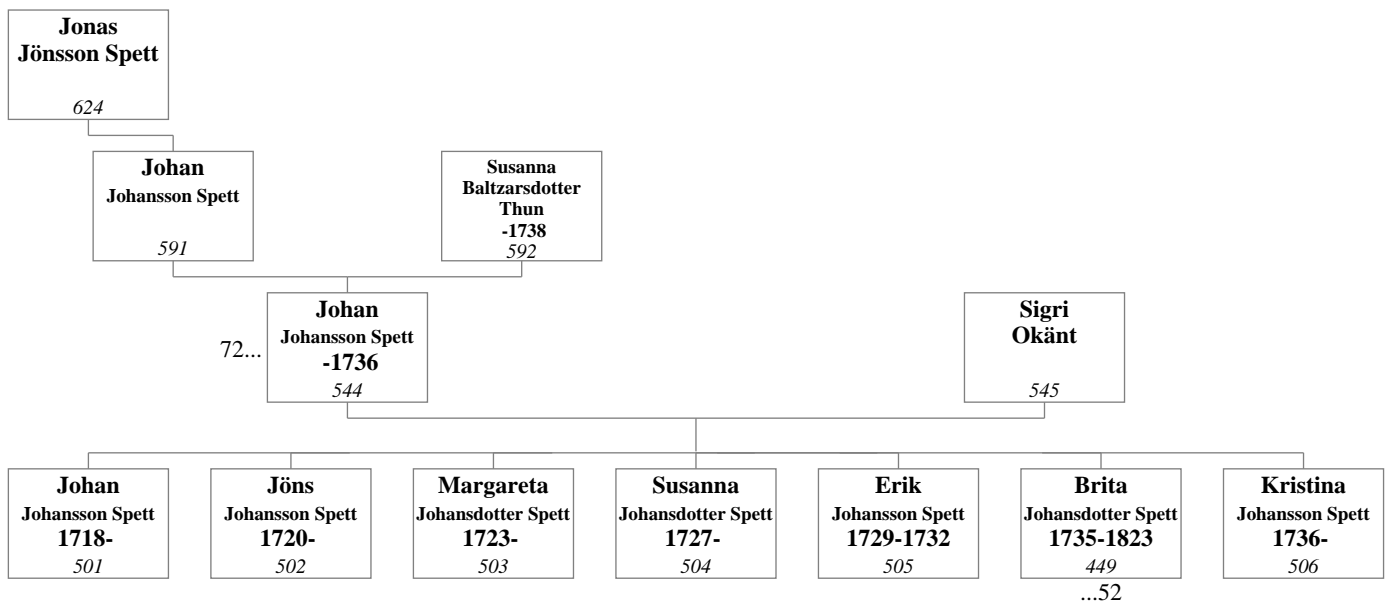 Jonas
Jönsson Spett
624
Johan
Johansson Spett
591
Susanna
Baltzarsdotter
Thun
-1738
592
72...
Johan
Johansson Spett
-1736
544
Sigri
Okänt
545
Johan
Johansson Spett
1718-
501
Jöns
Johansson Spett
1720-
502
Margareta
Johansdotter Spett
1723-
503
Susanna
Johansdotter Spett
1727-
504
Erik
Johansson Spett
1729-1732
505
Brita
Johansdotter Spett
1735-1823
449
...52
Kristina
Johansson Spett
1736-
506